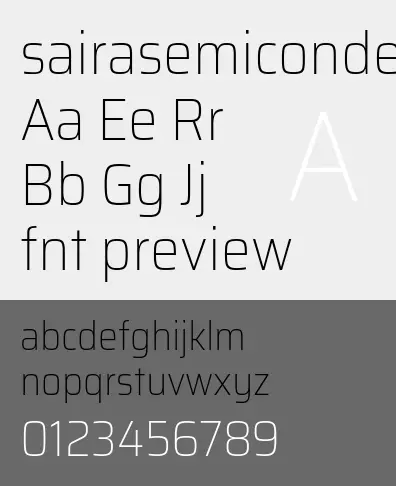 sairasemiconde
Aa Ee Rr
Bb Gg Jj
A
fnt preview
abcdefghijklm
nopqrstuvwxyz
0123456789